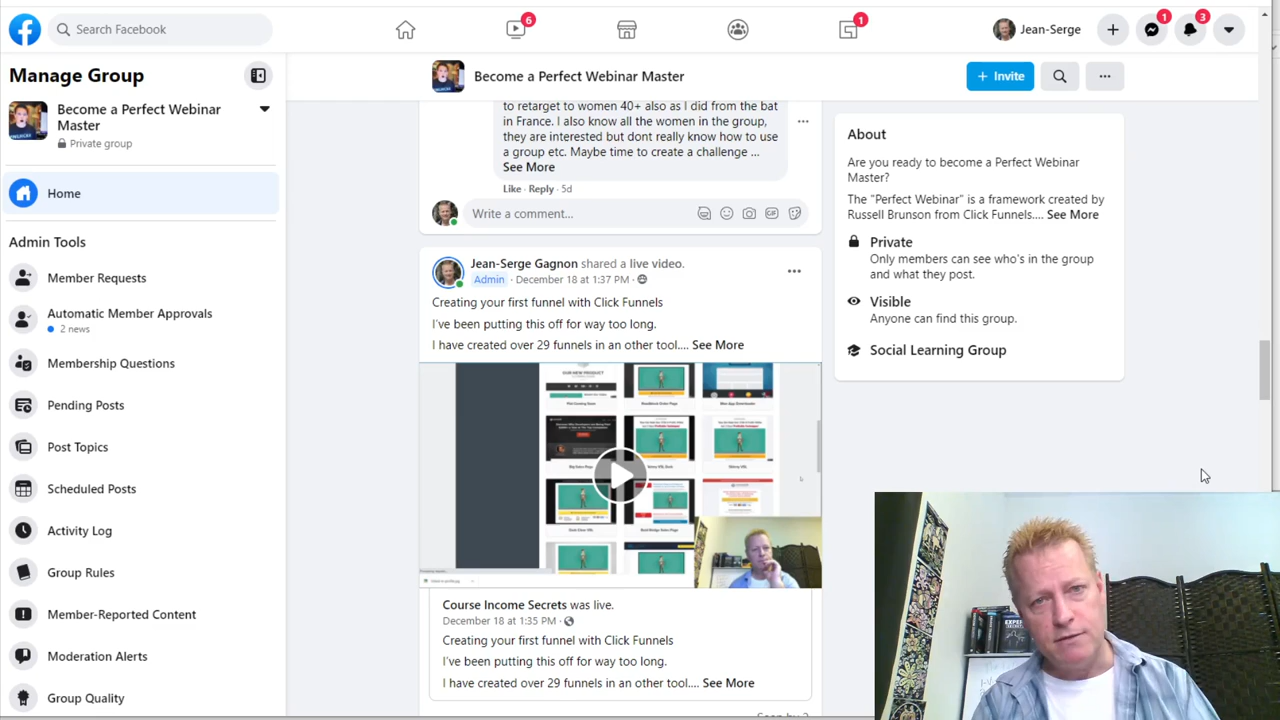 Search Facebook
6
1
Jean-Serge
1
3
Manage Group
Become a Perfect Webinar
Master
Private group
Home
Admin Tools
Member Requests
Automatic Member Approvals
2 news
Membership Questions
Pending Posts
Post Topics
Scheduled Posts
Activity Log
Group Rules
Member-Reported Content
Moderation Alerts
Group Quality
Become a Perfect Webinar Master
+ Invite
to retarget to women 40+ also as I did from the bat
in France. I also know all the women in the group,
they are interested but dont really know how to use
a group etc. Maybe time to create a challenge ...
See More
Like · Reply · 5d
Write a comment...
GIF
Jean-Serge Gagnon shared a live video.
Admin · December 18 at 1:37 PM ·
Creating your first funnel with Click Funnels
I've been putting this off for way too long.
I have created over 29 funnels in an other tool.... See More
OUR NEW PRODUCT
Course Income Secrets was live.
December 18 at 1:35 PM ·
Creating your first funnel with Click Funnels
I've been putting this off for way too long.
I have created over 29 funnels in an other tool.... See More
About
Are you ready to become a Perfect Webinar
Master?
The "Perfect Webinar" is a framework created by
Russell Brunson from Click Funnels.... See More
Private
Only members can see who's in the group
and what they post.
Visible
Anyone can find this group.
Social Learning Group